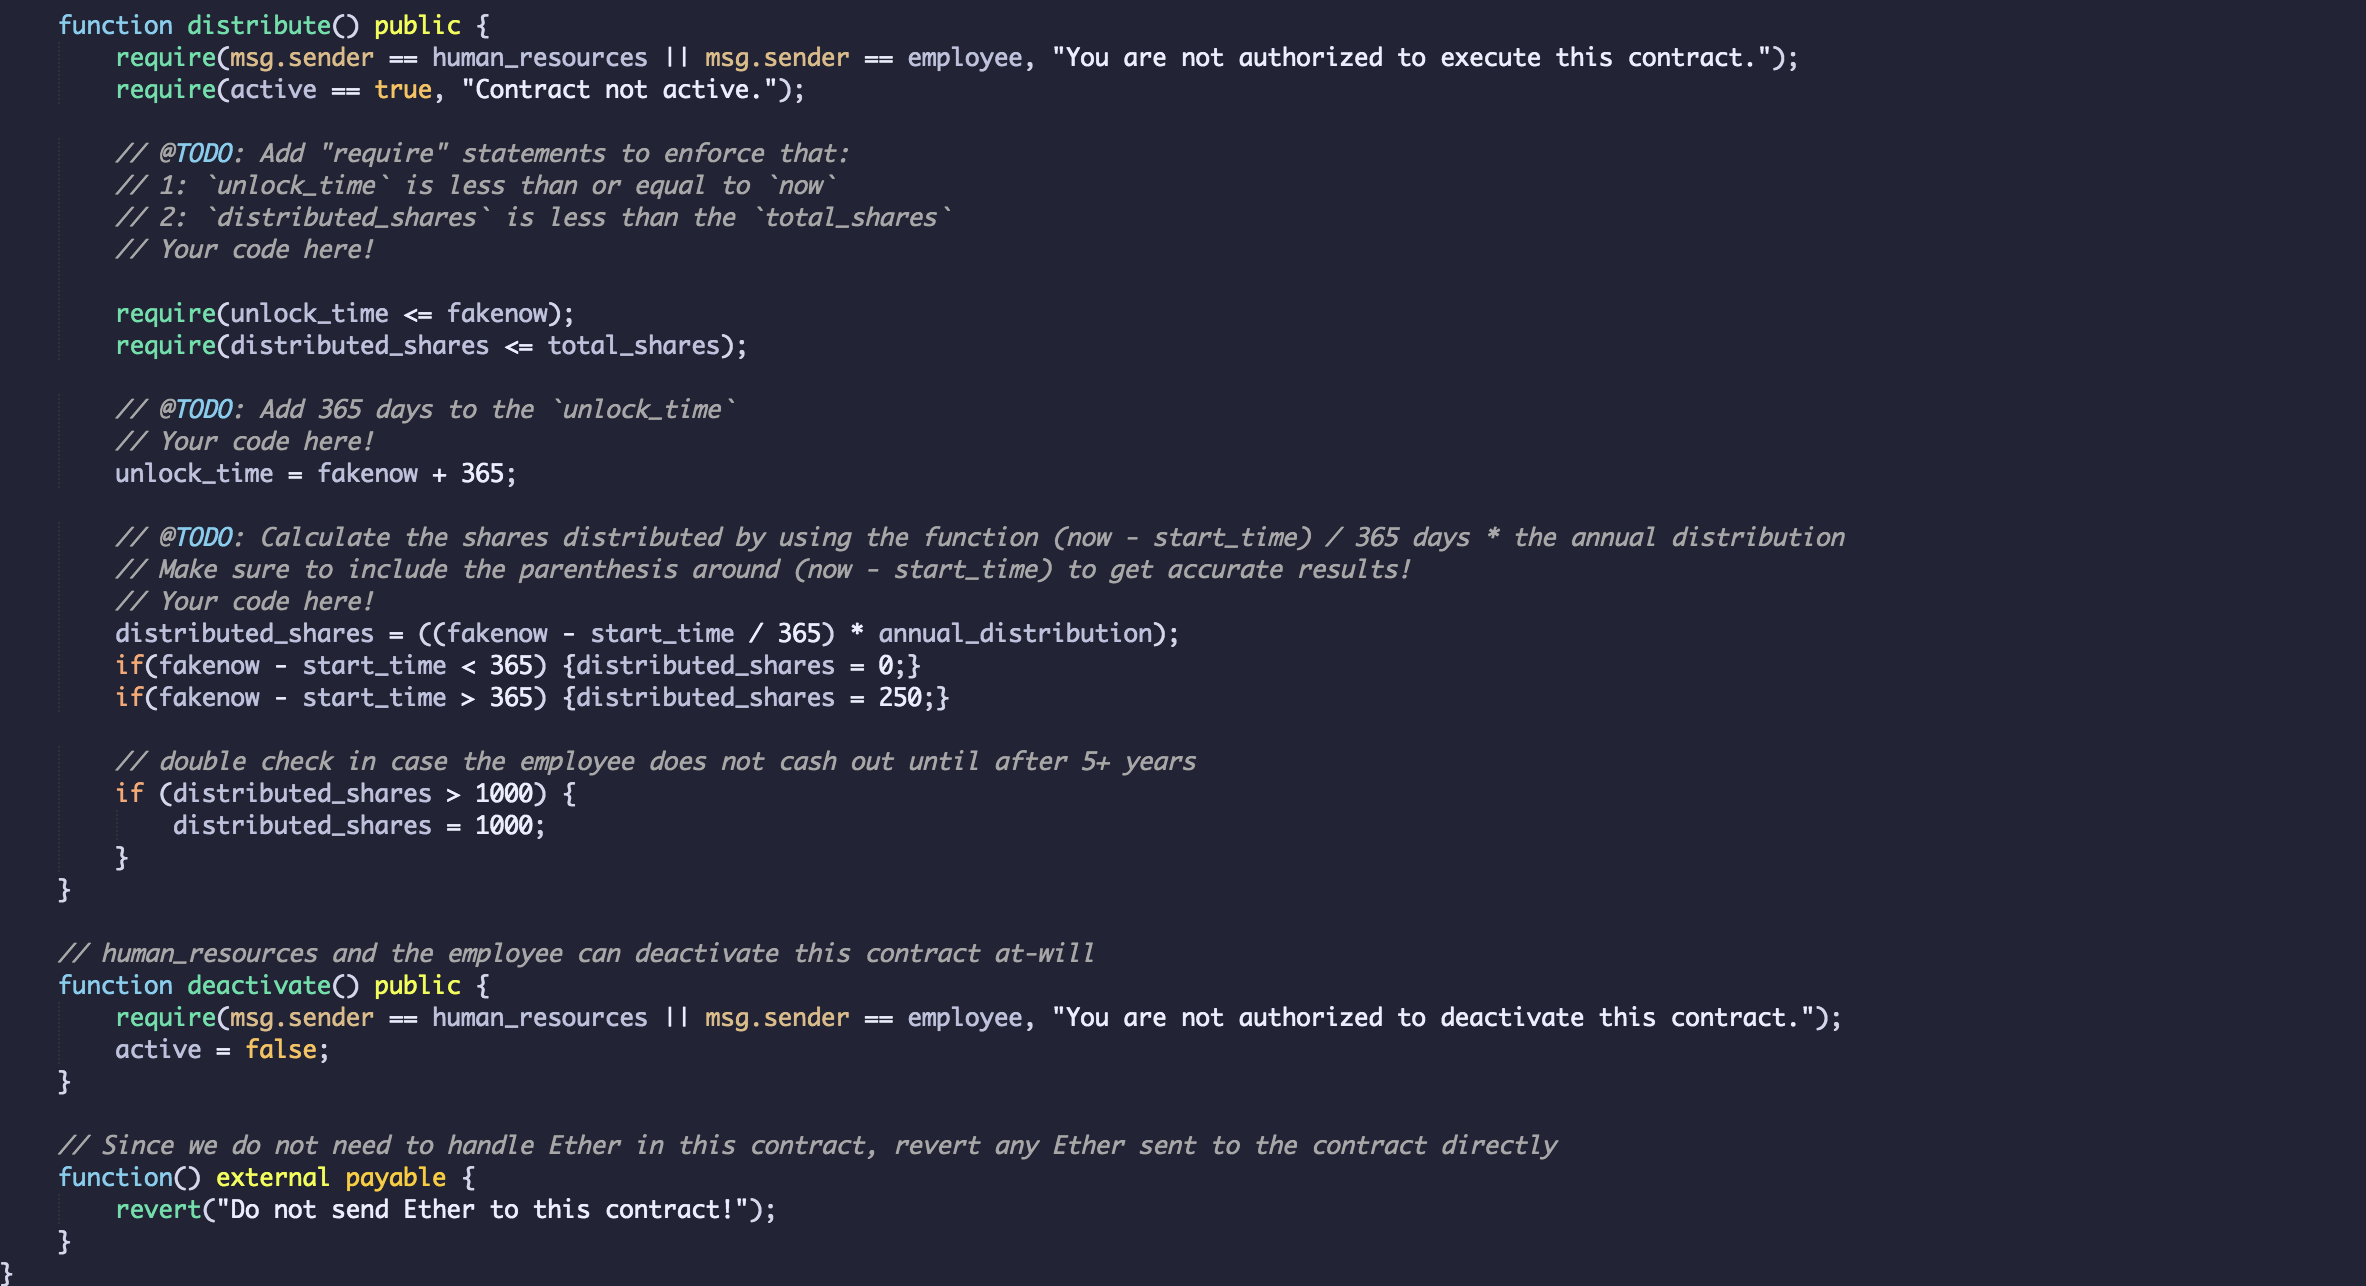 function distribute() public {
require(msg.sender == human_resources || msg.sender == employee, "You are not authorized to execute this contract.");
require(active == true, "Contract not active.");
// @TODO: Add "require" statements to enforce that:
// 1: `unlock_time` is less than or equal to `now`
// 2: `distributed_shares` is less than the `total_shares`
// Your code here!
require(unlock_time <= fakenow);
require(distributed_shares <= total_shares);
// @TODO: Add 365 days to the `unlock_time`
// Your code here!
unlock_time = fakenow + 365;
// @TODO: Calculate the shares distributed by using the function (now - start_time) / 365 days * the annual distribution
// Make sure to include the parenthesis around (now - start_time) to get accurate results!
// Your code here!
distributed_shares = ((fakenow - start_time / 365) * annual_distribution);
if(fakenow - start_time < 365) {distributed_shares = 0;}
if(fakenow - start_time > 365) {distributed_shares = 250;}
// double check in case the employee does not cash out until after 5+ years
if (distributed_shares > 1000) {
distributed_shares = 1000;
}
}
// human_resources and the employee can deactivate this contract at-will
function deactivate() public {
require(msg.sender == human_resources || msg.sender == employee, "You are not authorized to deactivate this contract.");
active = false;
}
// Since we do not need to handle Ether in this contract, revert any Ether sent to the contract directly
function() external payable {
revert("Do not send Ether to this contract!");
}
}